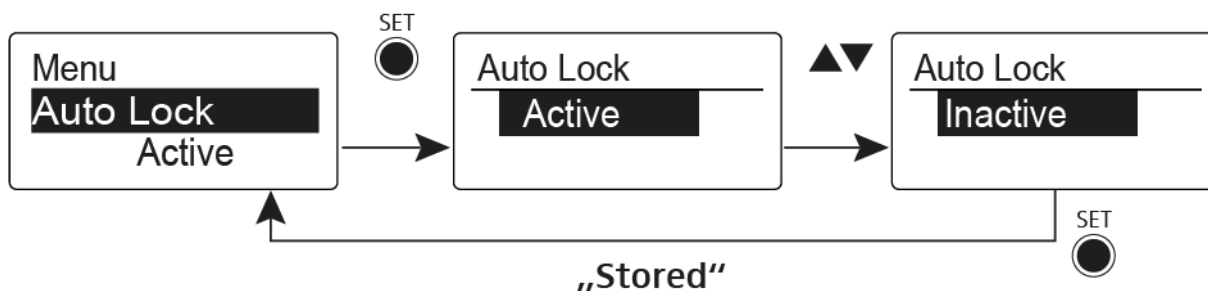 SET
Menu
Auto Lock
Active
Auto Lock
Active
▲▼
Auto Lock
Inactive
SET
„Stored“